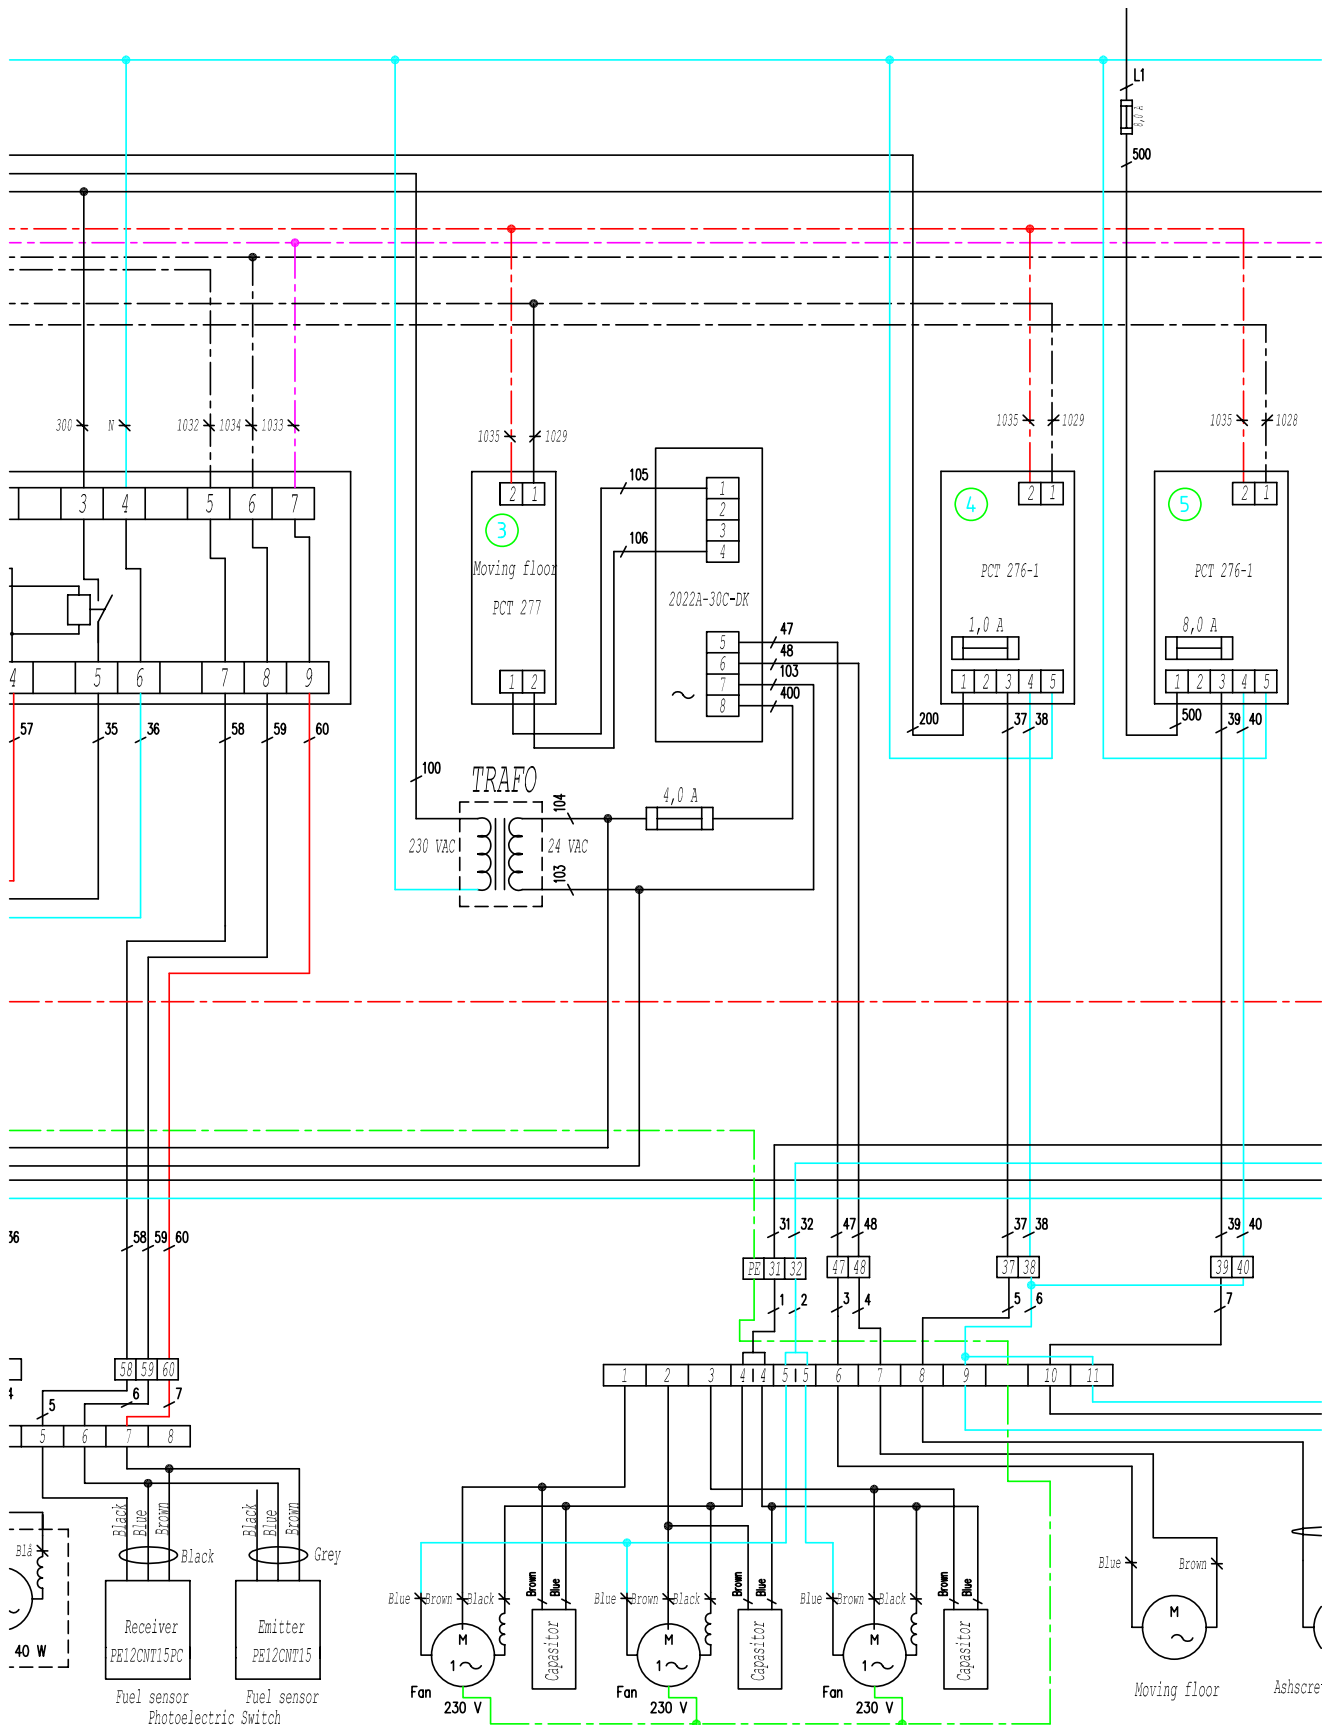 L1
8,0 A
500
300 N 1032 1034 1033
1035 1029
1035 1029
1035 1028
105
106
3 4 5 6 7
2 1
3
Moving floor
PCT 277
1 2
1
2
3
4
2022A-30C-DK
5
6
7
8
47
48
103
400
2 1
4
PCT 276-1
1,0 A
1 2 3 4 5
2 1
5
PCT 276-1
8,0 A
1 2 3 4 5
4 5 6 7 8 9
57 35 36 58 59 60
200 37 38
500 39 40
100
TRAFO
104
4,0 A
230 VAC
24 VAC
103
36
58 59 60
31 32 47 48 37 38 39 40
PE 31 32 47 48 37 38 39 40
1 2 3 4 5 6 7
58 59 60
4
5 6 7
1 2 3 4 4 5 5 6 7 8 9 10 11
5 6 7 8
Black Blue Brown
Black Blue Brown
Black
Grey
Blå
40 W
Receiver
PE12CNT15PC
Emitter
PE12CNT15
Fuel sensor
Fuel sensor
Photoelectric Switch
Blue Brown Black
Brown Blue
Blue Brown Black
Brown Blue
Blue Brown Black
Brown Blue
Blue Brown
M
1
Capasitor
M
1
Capasitor
M
1
Capasitor
M
Fan
230 V
Fan
230 V
Fan
230 V
Moving floor
Ashscre